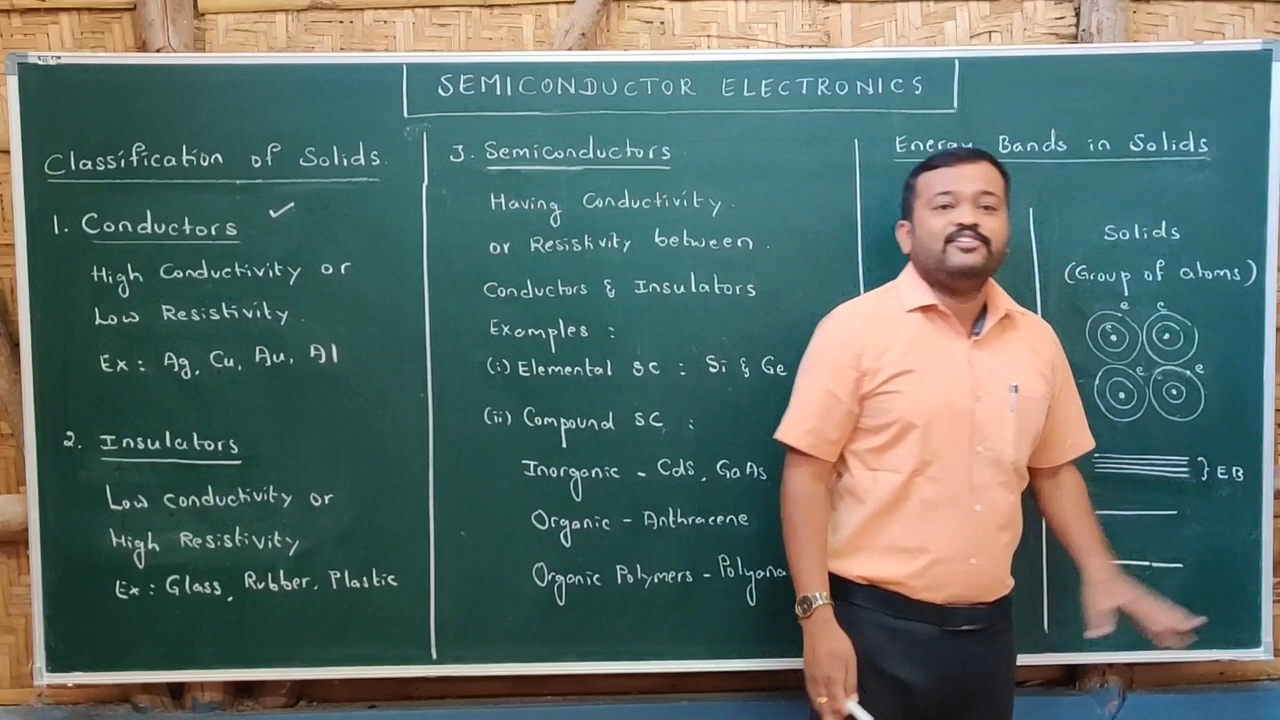 SEMICONDUCTOR ELECTRONICS
Classification of Solids.
1. Conductors ✓
High Conductivity or
Low Resistivity.
Ex: Ag, Cu, Au, Al
2. Insulators
Low conductivity or
High Resistivity
Ex: Glass, Rubber, Plastic
3. Semiconductors
Having Conductivity.
or Resistivity between.
Conductors & Insulators
Examples :
(i) Elemental SC : Si & Ge
(ii) Compound SC :
Inorganic - Cds, GaAs
Organic - Anthracene
Organic Polymers -
Energy Bands in Solids
Solids
(Group of atoms)
e e
e e
} EB